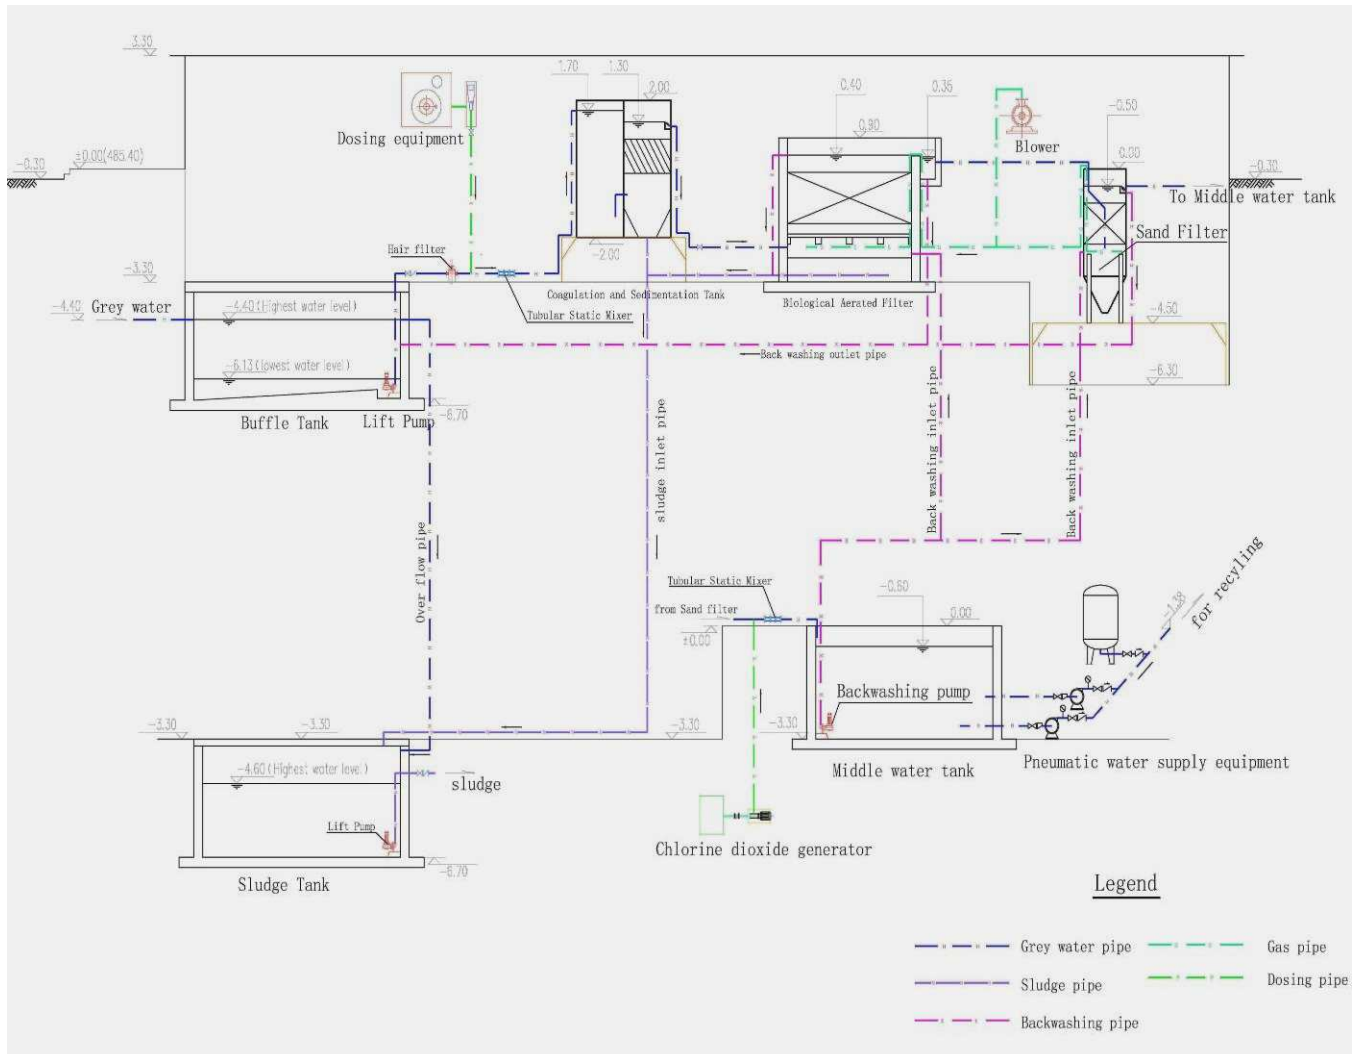 3.30
1.70
1.30
2.00
0.40
0.35
0.90
-0.50
0.00
Dosing equipment
Blower
±0.00(485.40)
-0.30
-0.30
To Middle water tank
Sand Filter
Hair filter
-2.00
-3.30
Coagulation and Sedimentation Tank
Biological Aerated Filter
Tubular Static Mixer
Grey water
-4.40
-4.40(Highest water level)
-4.50
Back washing outlet pipe
-6.13(lowest water level)
-6.30
-6.70
Buffle Tank
Lift Pump
sludge inlet pipe
Back washing inlet pipe
Back washing inlet pipe
Over flow pipe
Tubular Static Mixer
from Sand filter
±0.00
-0.60
0.00
-1.38
for recyling
Backwashing pump
-3.30
-3.30
-3.30
-3.30
Middle water tank
Pneumatic water supply equipment
-4.60(Highest water level)
sludge
Lift Pump
-6.70
Sludge Tank
Chlorine dioxide generator
Legend
Grey water pipe
Gas pipe
Sludge pipe
Dosing pipe
Backwashing pipe